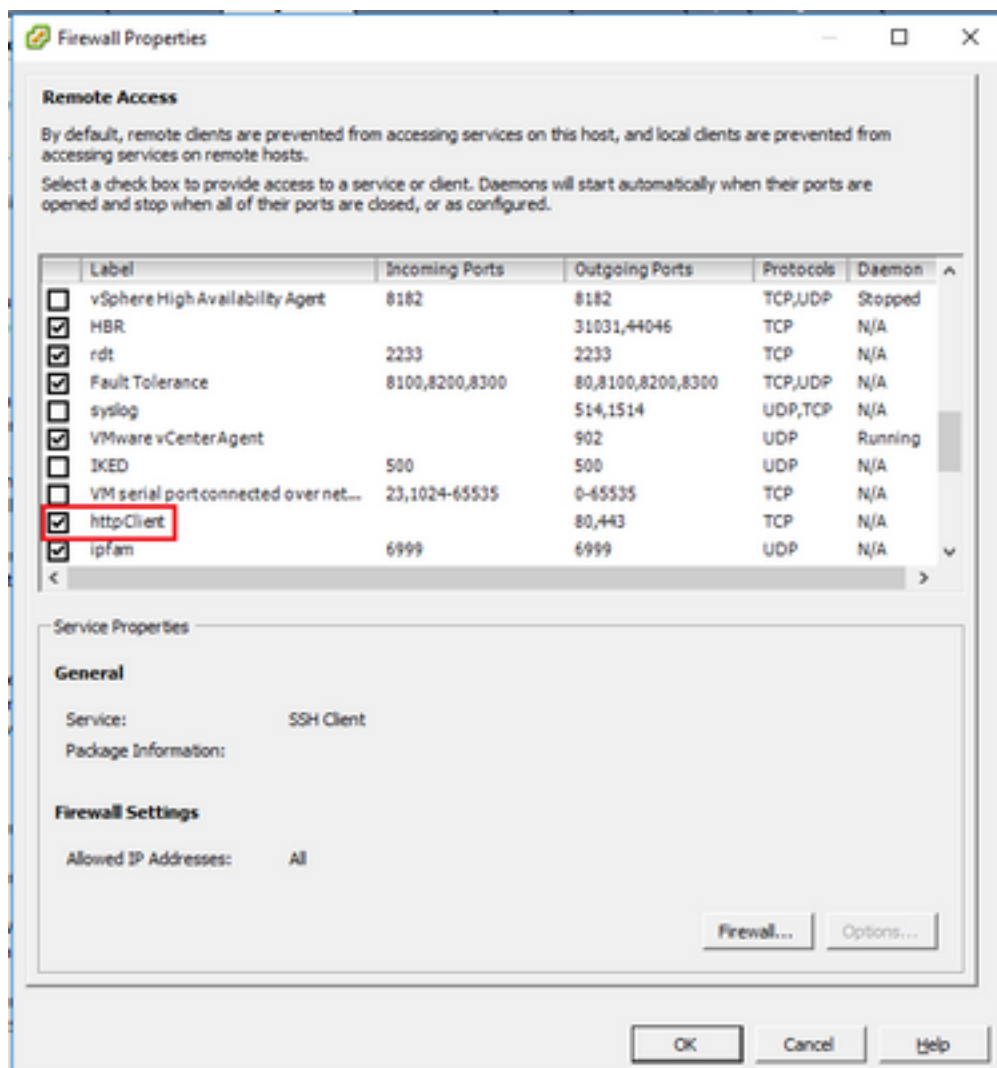 Firewall Properties
Remote Access
By default, remote clients are prevented from accessing services on this host, and local clients are prevented from
accessing services on remote hosts.
Select a check box to provide access to a service or client. Daemons will start automatically when their ports are
opened and stop when all of their ports are closed, or as configured.
Label Incoming Ports Outgoing Ports Protocols Daemon
vSphere High Availability Agent 8182 8182 TCP,UDP Stopped
HBR 31031,44046 TCP N/A
rdt 2233 2233 TCP N/A
Fault Tolerance 8100,8200,8300 80,8100,8200,8300 TCP,UDP N/A
syslog 514,1514 UDP,TCP N/A
VMware vCenter Agent 902 UDP Running
IKED 500 500 UDP N/A
VM serial port connected over net... 23,1024-65535 0-65535 TCP N/A
httpClient 80,443 TCP N/A
ipfam 6999 6999 UDP N/A
Service Properties
General
Service: SSH Client
Package Information:
Firewall Settings
Allowed IP Addresses: All
Firewall... Options...
OK Cancel Help